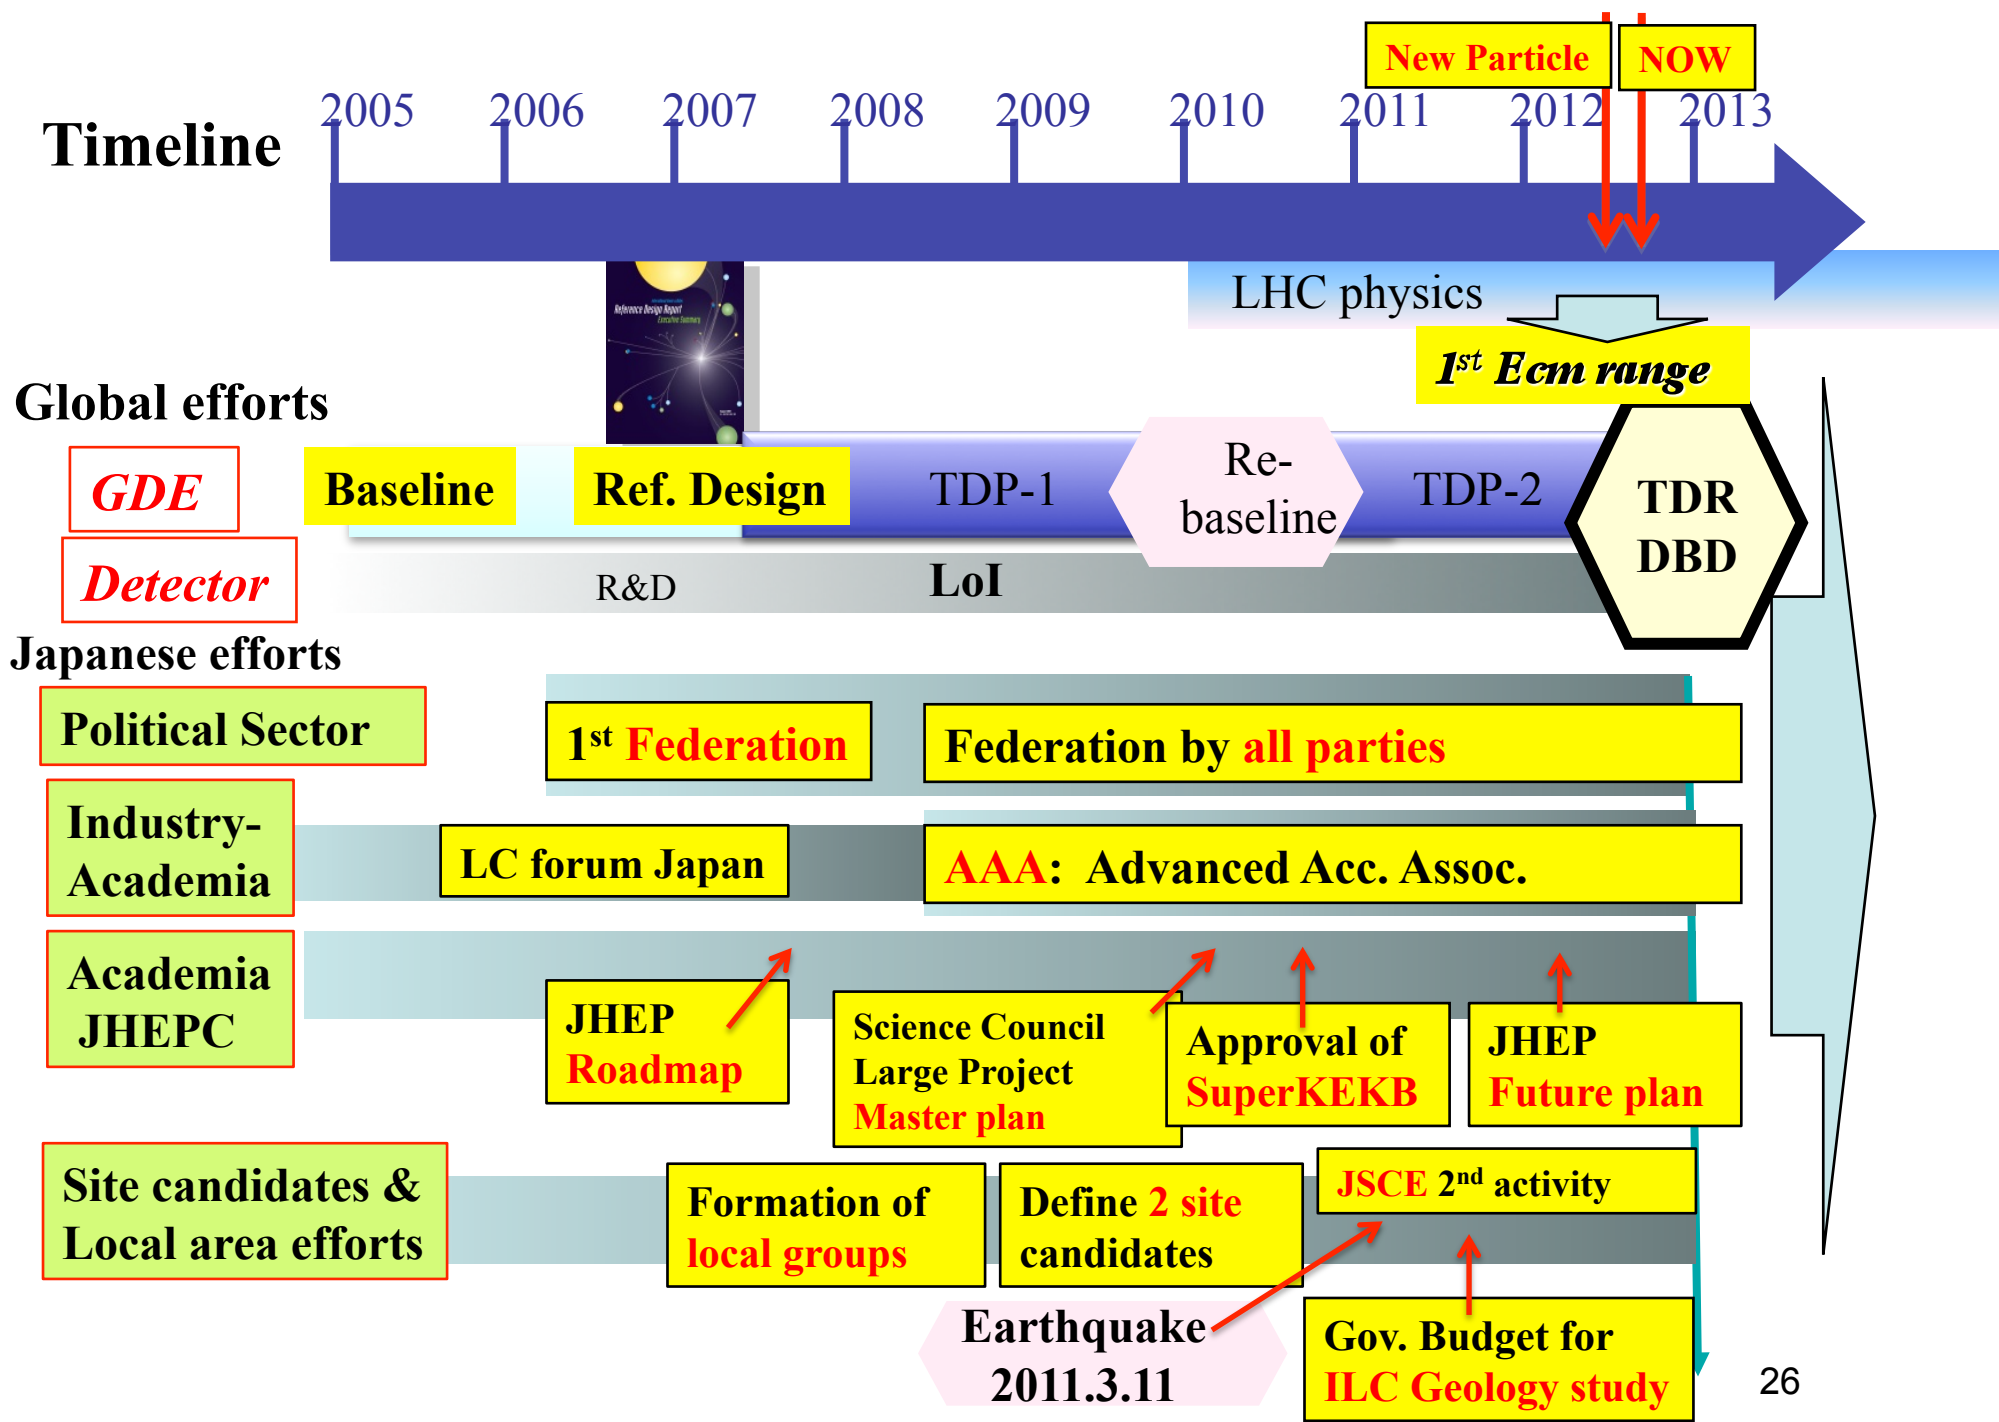 New Particle
NOW
2005 2006 2007 2008 2009 2010 2011 2012 2013
Timeline
LHC physics
Reference Design Report
Executive Summary
1st Ecm range
Global efforts
GDE
Baseline
Ref. Design
TDP-1
Re-
baseline
TDP-2
TDR
DBD
Detector
R&D
LoI
Japanese efforts
Political Sector
1st Federation
Federation by all parties
Industry-
Academia
LC forum Japan
AAA: Advanced Acc. Assoc.
Academia
JHEPC
JHEP
Roadmap
Science Council
Large Project
Master plan
Approval of
SuperKEKB
JHEP
Future plan
Site candidates &
Local area efforts
Formation of
local groups
Define 2 site
candidates
JSCE 2nd activity
Earthquake
2011.3.11
Gov. Budget for
ILC Geology study
26